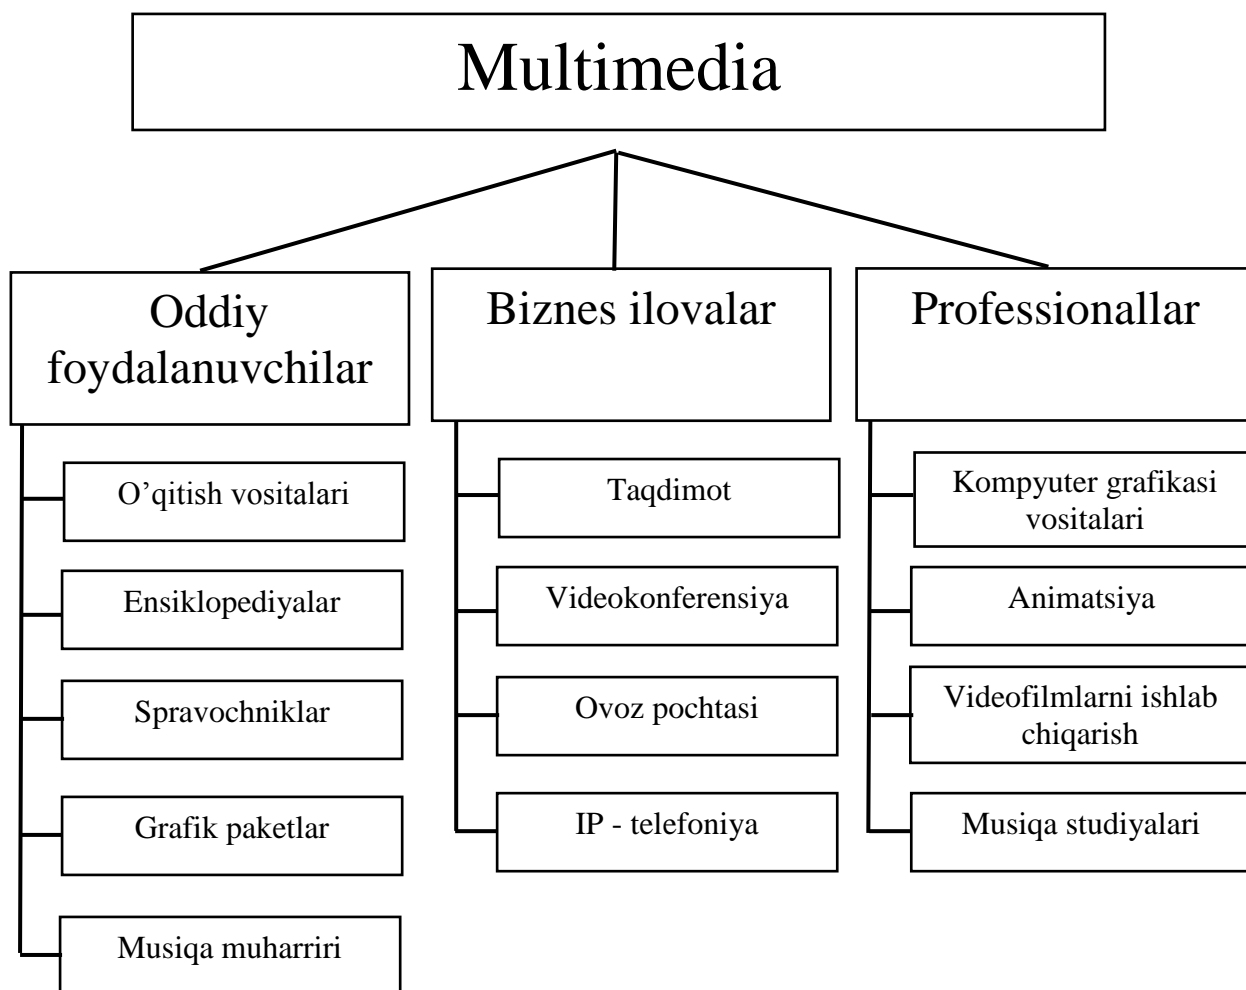 Multimedia
Oddiy
foydalanuvchilar
O’qitish vositalari
Ensiklopediyalar
Spravochniklar
Grafik paketlar
Musiqa muharriri
Biznes ilovalar
Taqdimot
Videokonferensiya
Ovoz pochtasi
IP - telefoniya
Professionallar
Kompyuter grafikasi
vositalari
Animatsiya
Videofilmlarni ishlab
chiqarish
Musiqa studiyalari